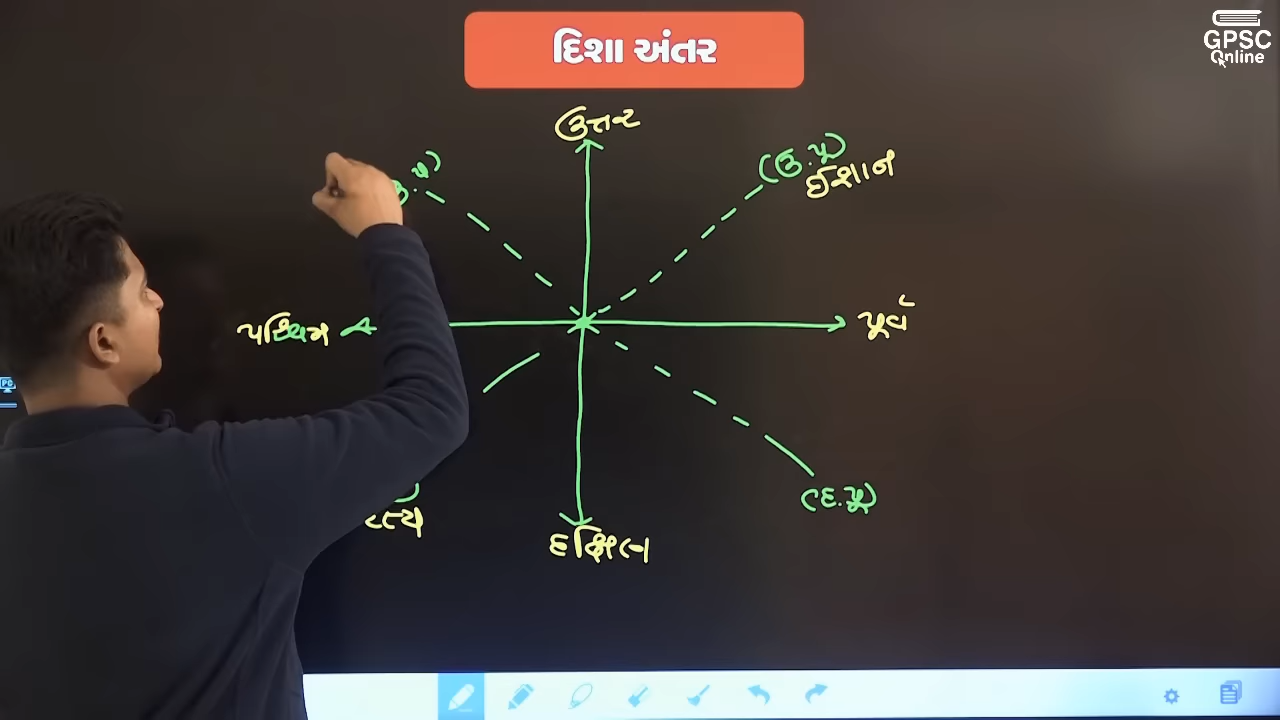 દિશા અંતર
GPSC
Online
ઉત્તર
(ઉ.પૂ)
ઈશાન
પશ્ચિમ
પૂર્વ
(દ.પૂ)
દક્ષિણ